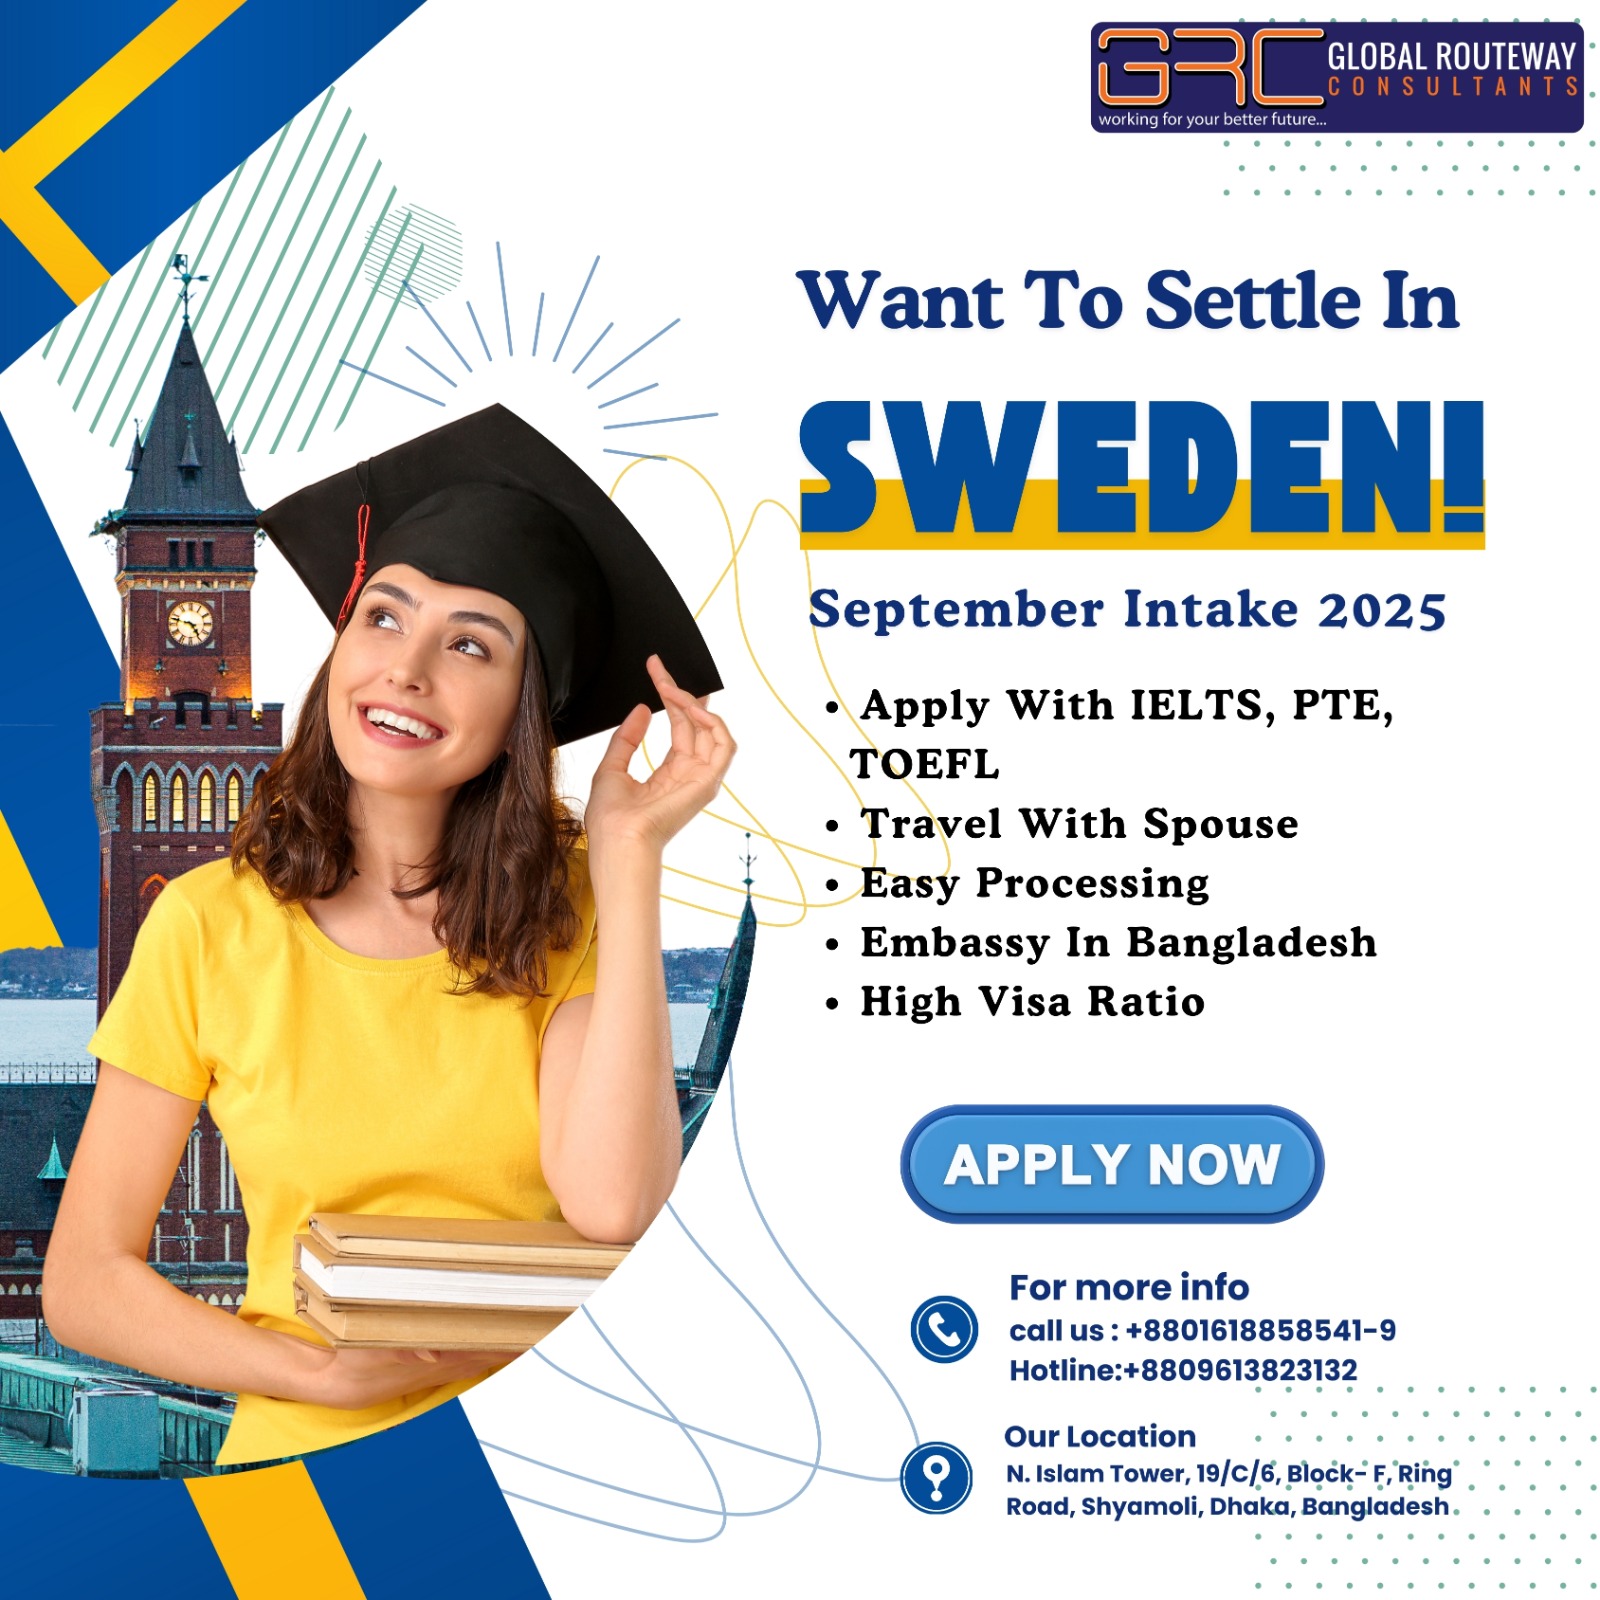 GRC
GLOBAL ROUTEWAY
CONSULTANTS
working for your better future...
Want To Settle In
SWEDEN!
September Intake 2025
• Apply With IELTS, PTE,
TOEFL
• Travel With Spouse
• Easy Processing
• Embassy In Bangladesh
• High Visa Ratio
APPLY NOW
For more info
call us : +8801618858541-9
Hotline:+8809613823132
Our Location
N. Islam Tower, 19/C/6, Block- F, Ring
Road, Shyamoli, Dhaka, Bangladesh